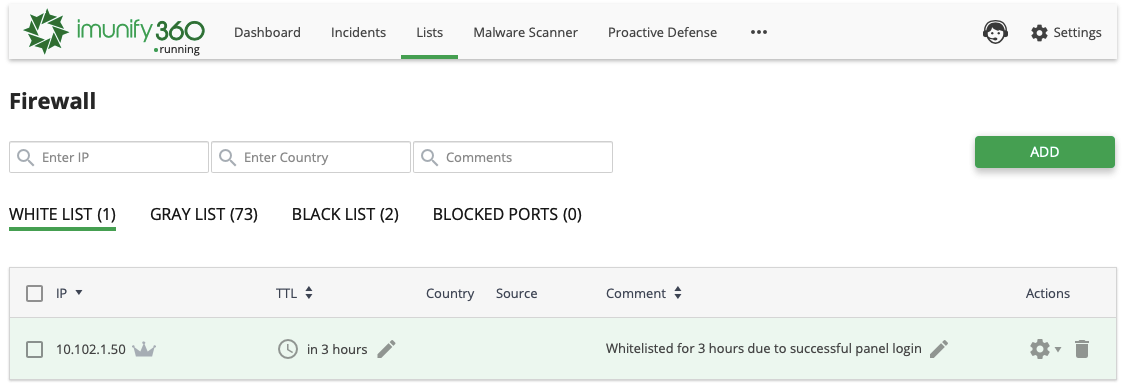 imunify360
running
Dashboard Incidents Lists Malware Scanner Proactive Defense ••• Settings
Firewall
Enter IP Enter Country Comments ADD
WHITE LIST (1) GRAY LIST (73) BLACK LIST (2) BLOCKED PORTS (0)
IP TTL Country Source Comment Actions
10.102.1.50 in 3 hours Whitelisted for 3 hours due to successful panel login